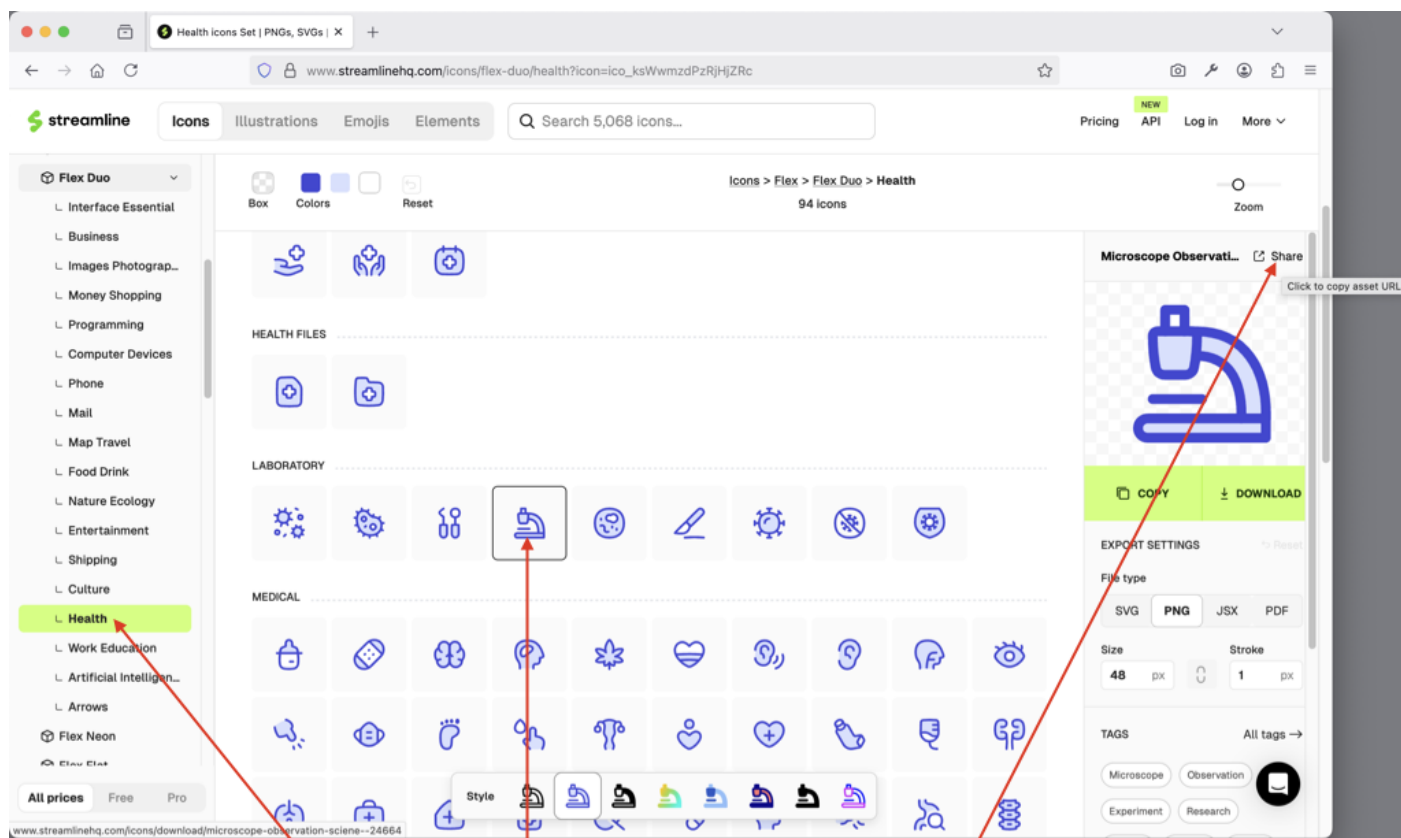 Health icons Set | PNGs, SVGs |
www.streamlinehq.com/icons/flex-duo/health?icon=ico_ksWwmzdPzRjHjZRc
streamline
Icons
Illustrations
Emojis
Elements
Search 5,068 icons...
Pricing
NEW
API
Log in
More
Flex Duo
Interface Essential
Business
Images Photograp...
Money Shopping
Programming
Computer Devices
Phone
Mail
Map Travel
Food Drink
Nature Ecology
Entertainment
Shipping
Culture
Health
Work Education
Artificial Intelligen...
Arrows
Flex Neon
Flex Flat
All prices
Free
Pro
www.streamlinehq.com/icons/download/microscope-observation-sciene--24664
Box
Colors
Reset
Icons > Flex > Flex Duo > Health
94 icons
Zoom
HEALTH FILES
LABORATORY
MEDICAL
Style
Microscope Observati...
Share
Click to copy asset URL
COPY
DOWNLOAD
EXPORT SETTINGS
Reset
File type
SVG
PNG
JSX
PDF
Size
Stroke
48 px
1 px
TAGS
All tags →
Microscope
Observation
Experiment
Research